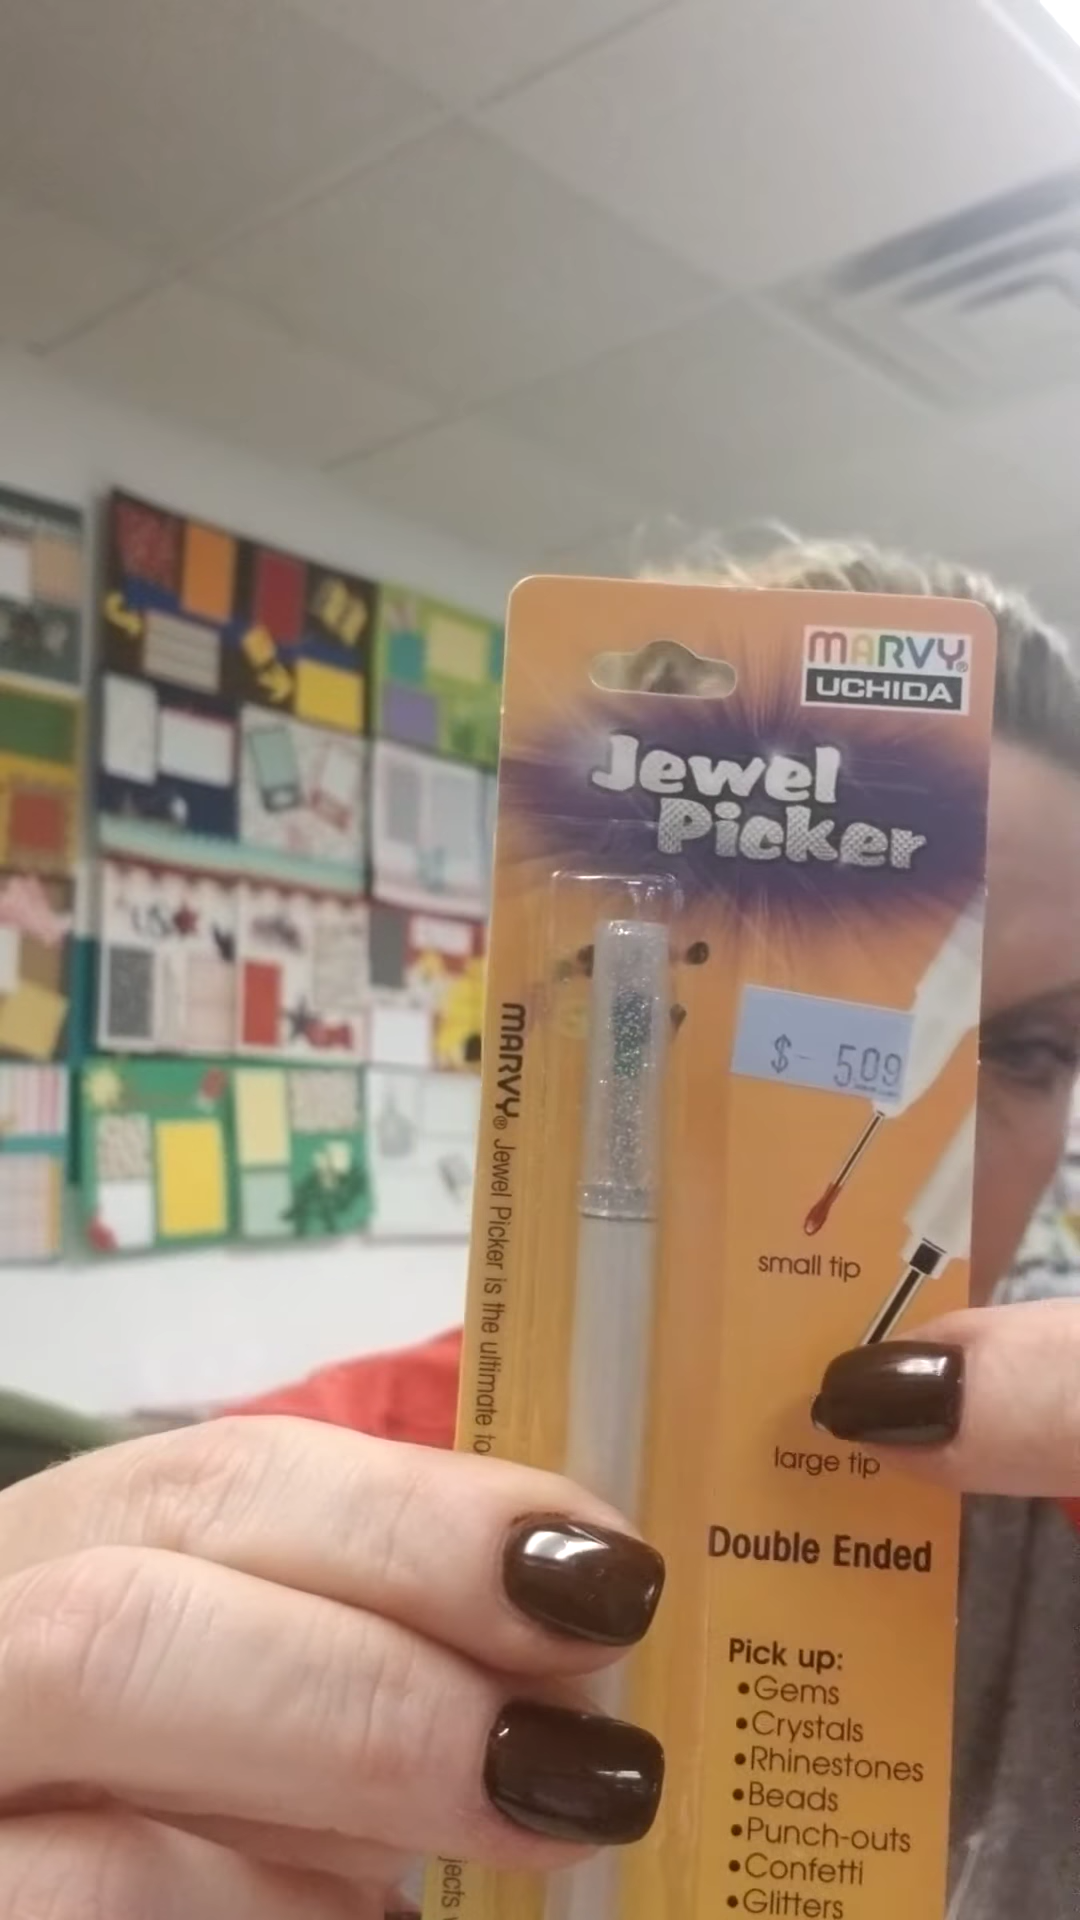 MARVY®
UCHIDA
Jewel
Picker
$- 5.09
MARVY® Jewel Picker is the ultimate to
small tip
large tip
Double Ended
Pick up:
•Gems
•Crystals
•Rhinestones
•Beads
•Punch-outs
•Confetti
•Glitters
jects